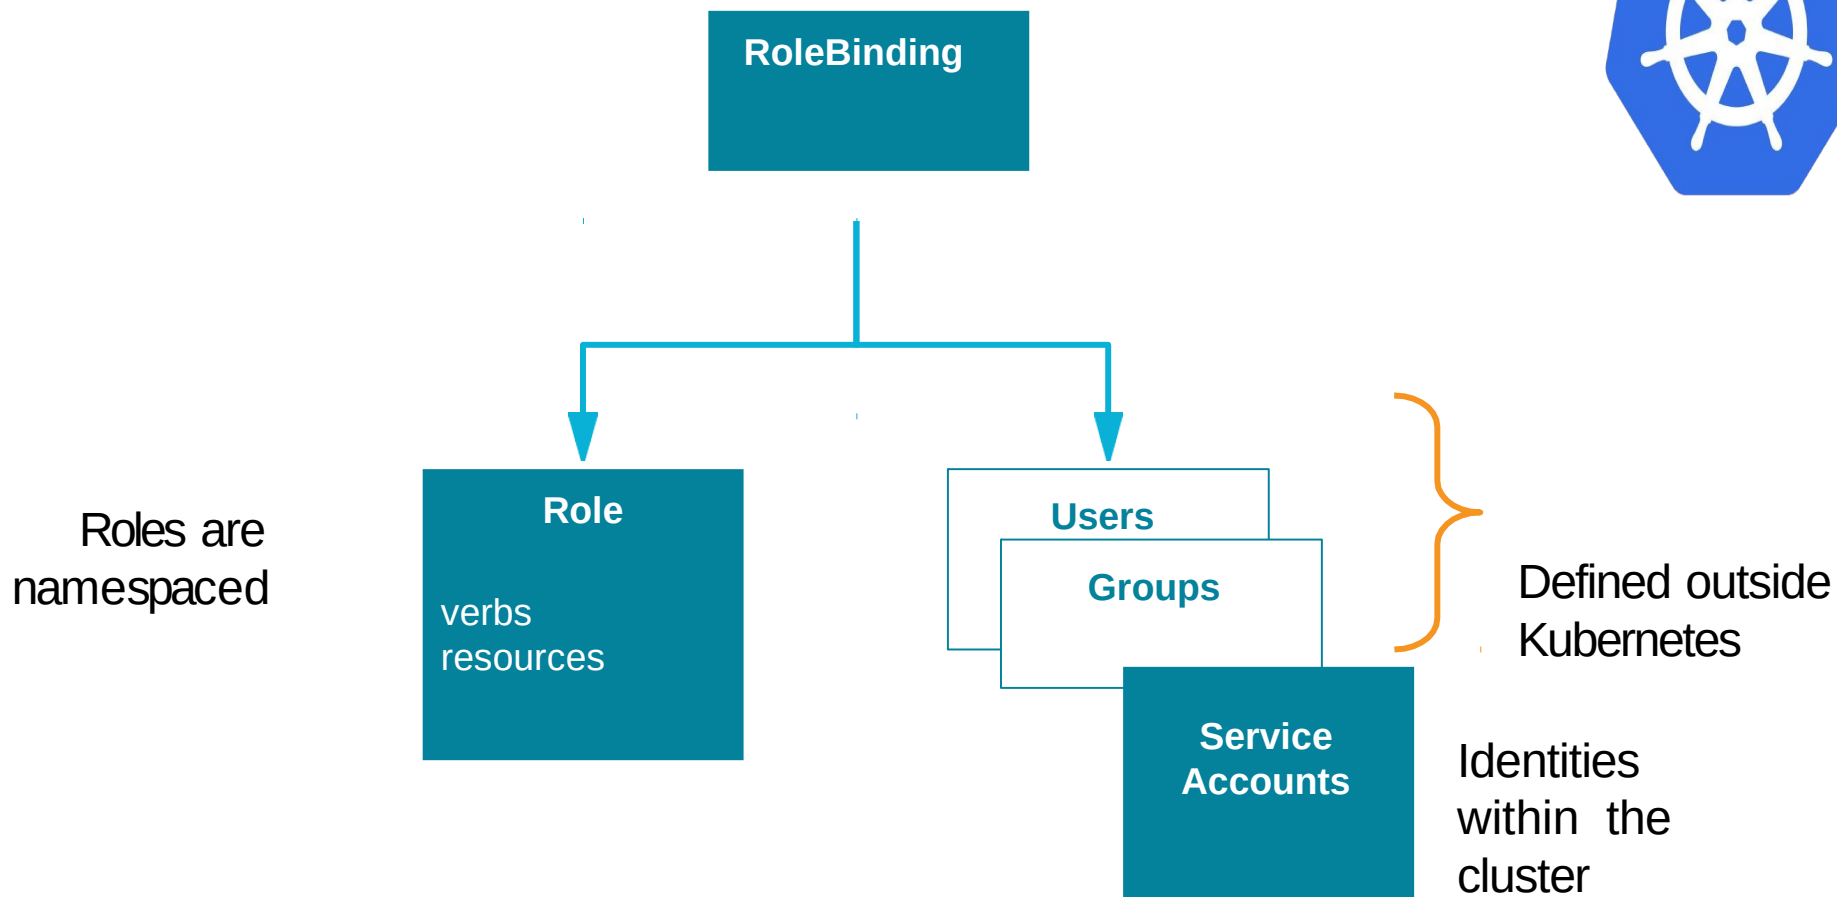 RoleBinding
Roles are
namespaced
Role
verbs
resources
Users
Groups
Service
Accounts
Defined outside
Kubernetes
Identities
within the
cluster